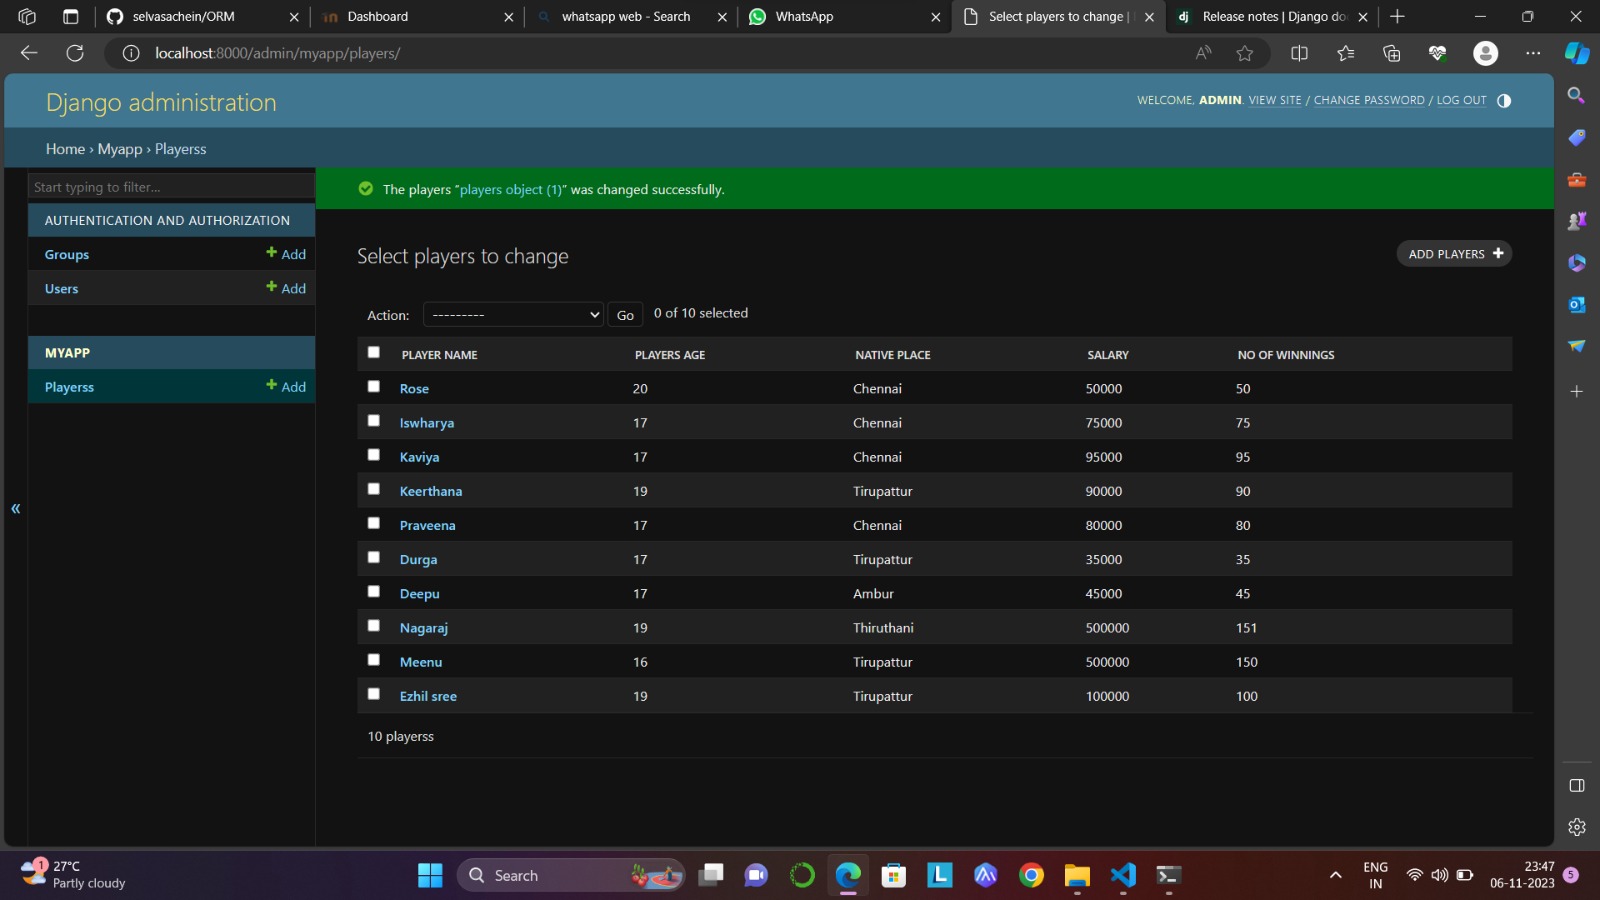 selvasachein/ORM
Dashboard
whatsapp web - Search
WhatsApp
Select players to change |
dj Release notes | Django do
localhost:8000/admin/myapp/players/
Django administration
WELCOME, ADMIN. VIEW SITE / CHANGE PASSWORD / LOG OUT
Home › Myapp › Playerss
Start typing to filter...
AUTHENTICATION AND AUTHORIZATION
Groups + Add
Users + Add
MYAPP
Playerss + Add
«
The players “players object (1)” was changed successfully.
Select players to change
ADD PLAYERS +
Action: --------- Go 0 of 10 selected
PLAYER NAME PLAYERS AGE NATIVE PLACE SALARY NO OF WINNINGS
Rose 20 Chennai 50000 50
Iswharya 17 Chennai 75000 75
Kaviya 17 Chennai 95000 95
Keerthana 19 Tirupattur 90000 90
Praveena 17 Chennai 80000 80
Durga 17 Tirupattur 35000 35
Deepu 17 Ambur 45000 45
Nagaraj 19 Thiruthani 500000 151
Meenu 16 Tirupattur 500000 150
Ezhil sree 19 Tirupattur 100000 100
10 playerss
1
27°C
Partly cloudy
Search
L
ENG
IN
23:47
06-11-2023
5